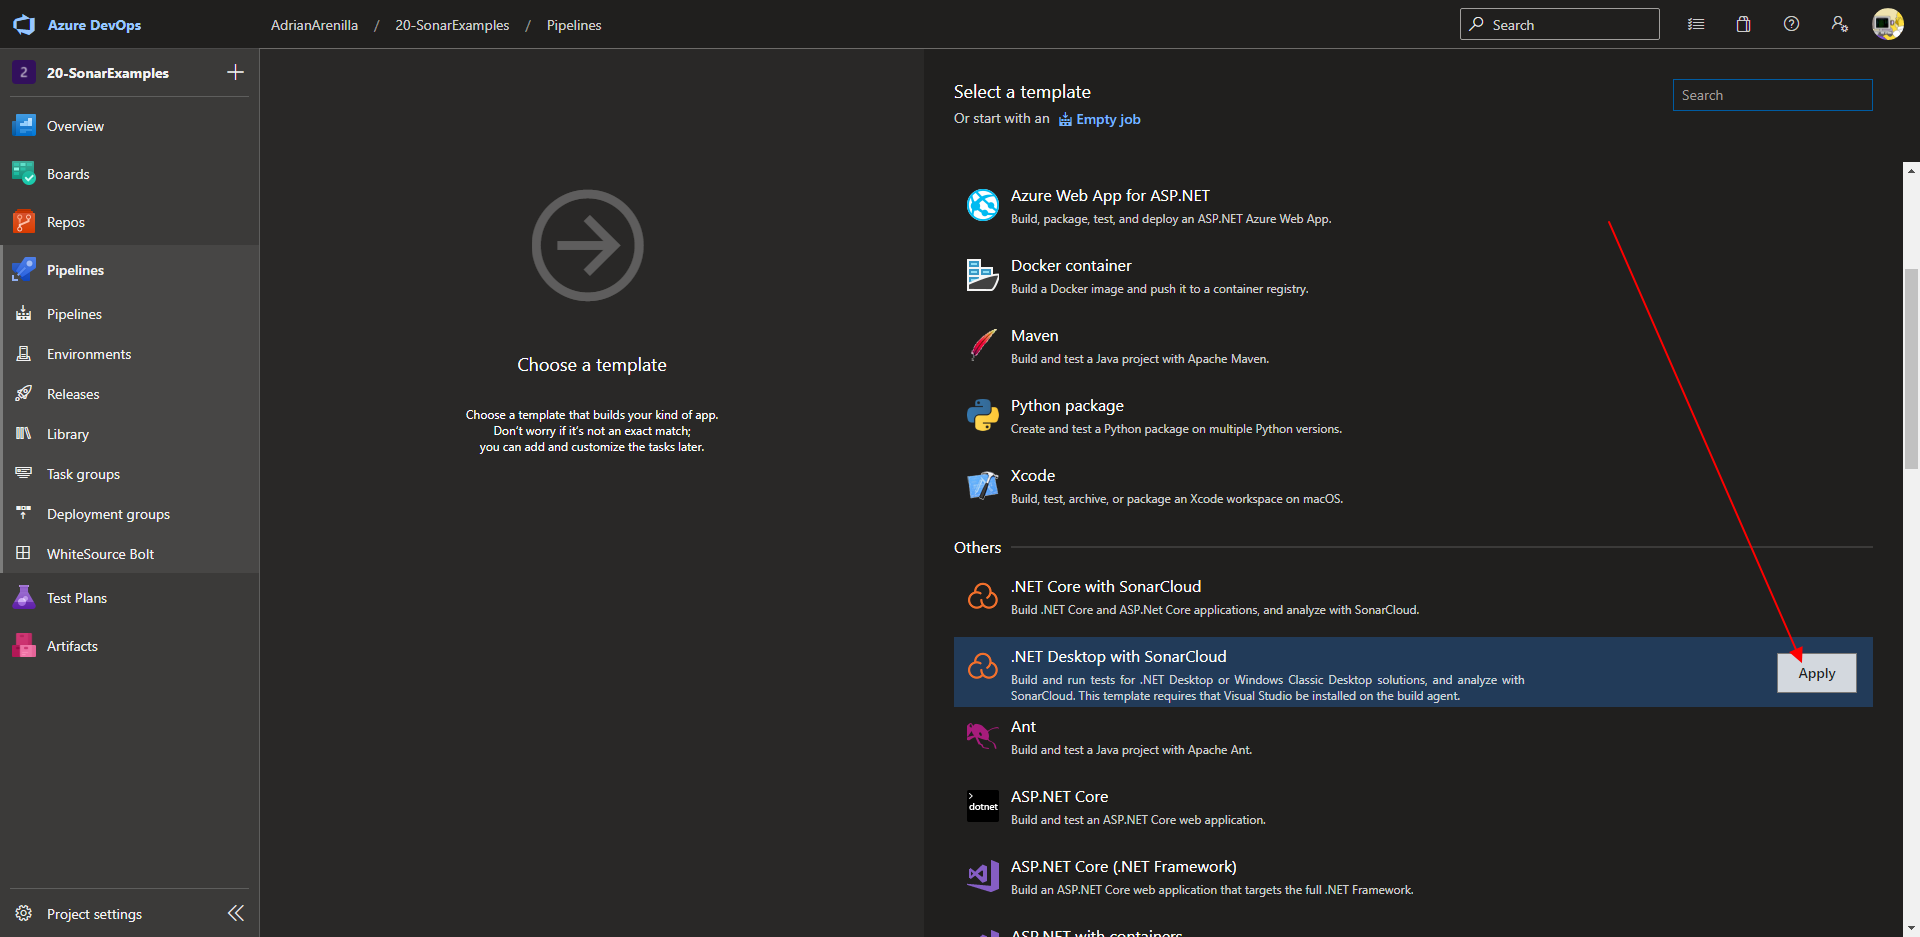 Azure DevOps
AdrianArenilla / 20-SonarExamples / Pipelines
Search
2
20-SonarExamples
Overview
Boards
Repos
Pipelines
Pipelines
Environments
Releases
Library
Task groups
Deployment groups
WhiteSource Bolt
Test Plans
Artifacts
Project settings
Choose a template
Choose a template that builds your kind of app.
Don't worry if it's not an exact match;
you can add and customize the tasks later.
Select a template
Search
Or start with an Empty job
Azure Web App for ASP.NET
Build, package, test, and deploy an ASP.NET Azure Web App.
Docker container
Build a Docker image and push it to a container registry.
Maven
Build and test a Java project with Apache Maven.
Python package
Create and test a Python package on multiple Python versions.
Xcode
Build, test, archive, or package an Xcode workspace on macOS.
Others
.NET Core with SonarCloud
Build .NET Core and ASP.Net Core applications, and analyze with SonarCloud.
.NET Desktop with SonarCloud
Build and run tests for .NET Desktop or Windows Classic Desktop solutions, and analyze with
SonarCloud. This template requires that Visual Studio be installed on the build agent.
Apply
Ant
Build and test a Java project with Apache Ant.
>
dotnet
ASP.NET Core
Build and test an ASP.NET Core web application.
ASP.NET Core (.NET Framework)
Build an ASP.NET Core web application that targets the full .NET Framework.
ASP.NET with containers